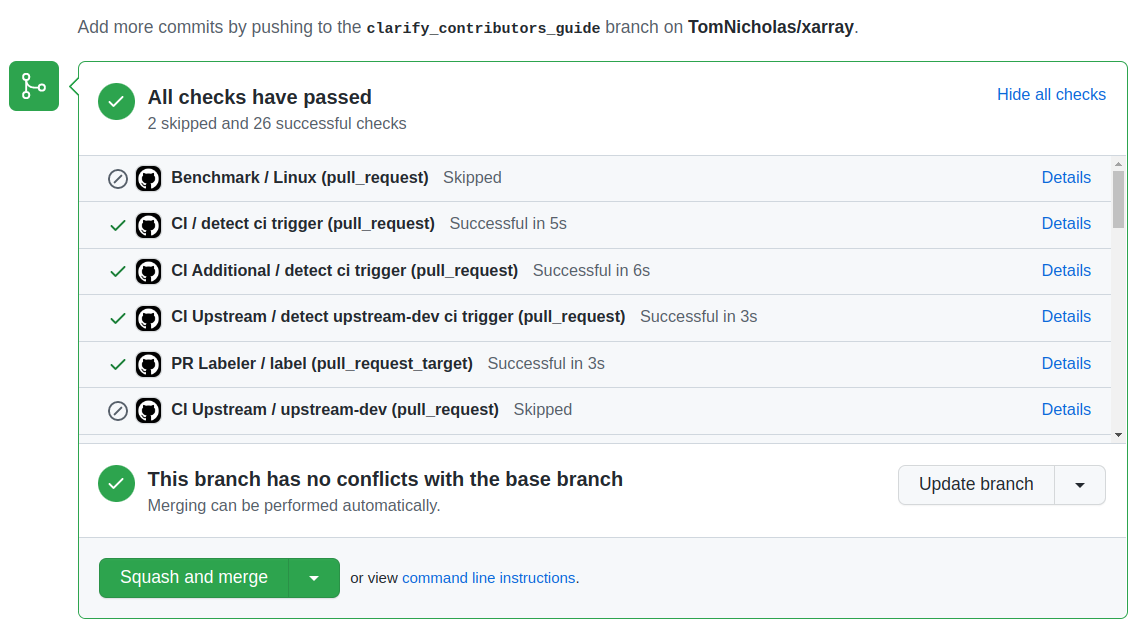 Add more commits by pushing to the clarify_contributors_guide branch on TomNicholas/xarray.
All checks have passed
Hide all checks
2 skipped and 26 successful checks
Benchmark / Linux (pull_request) Skipped Details
CI / detect ci trigger (pull_request) Successful in 5s Details
CI Additional / detect ci trigger (pull_request) Successful in 6s Details
CI Upstream / detect upstream-dev ci trigger (pull_request) Successful in 3s Details
PR Labeler / label (pull_request_target) Successful in 3s Details
CI Upstream / upstream-dev (pull_request) Skipped Details
This branch has no conflicts with the base branch
Merging can be performed automatically.
Update branch
Squash and merge or view command line instructions.